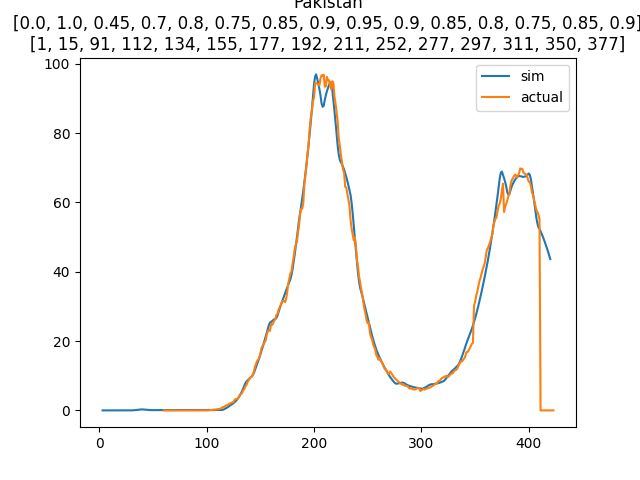 Pakistan
[0.0, 1.0, 0.45, 0.7, 0.8, 0.75, 0.85, 0.9, 0.95, 0.9, 0.85, 0.8, 0.75, 0.85, 0.9]
[1, 15, 91, 112, 134, 155, 177, 192, 211, 252, 277, 297, 311, 350, 377]
sim
actual
100
80
60
40
20
0
0 100 200 300 400